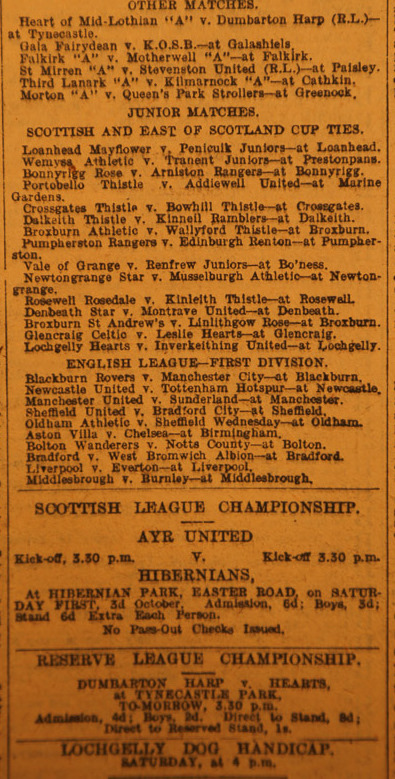 OTHER MATCHES.
Heart of Mid-Lothian "A" v. Dumbarton Harp (R.L.)—
at Tynecastle.
Gala Fairydean v. K.O.S.B.—at Galashiels.
Falkirk "A" v. Motherwell "A"—at Falkirk.
St Mirren "A" v. Stevenston United (R.L.)—at Paisley.
Third Lanark "A" v. Kilmarnock "A"—at Cathkin.
Morton "A" v. Queen's Park Strollers—at Greenock.
JUNIOR MATCHES.
SCOTTISH AND EAST OF SCOTLAND CUP TIES.
Loanhead Mayflower v. Penicuik Juniors—at Loanhead.
Wemyss Athletic v. Tranent Juniors—at Prestonpans.
Bonnyrigg Rose v. Arniston Rangers—at Bonnyrigg.
Portobello Thistle v. Addiewell United—at Marine
Gardens.
Crossgates Thistle v. Bowhill Thistle—at Crossgates.
Dalkeith Thistle v. Kinneil Ramblers—at Dalkeith.
Broxburn Athletic v. Wallyford Thistle—at Broxburn.
Pumpherston Rangers v. Edinburgh Renton—at Pumpher-
ston.
Vale of Grange v. Renfrew Juniors—at Bo'ness.
Newtongrange Star v. Musselburgh Athletic—at Newton-
grange.
Rosewell Rosedale v. Kinleith Thistle—at Rosewell.
Denbeath Star v. Montrave United—at Denbeath.
Broxburn St Andrew's v. Linlithgow Rose—at Broxburn.
Glencraig Celtic v. Leslie Hearts—at Glencraig.
Lochgelly Hearts v. Inverkeithing United—at Lochgelly.
ENGLISH LEAGUE—FIRST DIVISION.
Blackburn Rovers v. Manchester City—at Blackburn.
Newcastle United v. Tottenham Hotspur—at Newcastle.
Manchester United v. Sunderland—at Manchester.
Sheffield United v. Bradford City—at Sheffield.
Oldham Athletic v. Sheffield Wednesday—at Oldham.
Aston Villa v. Chelsea—at Birmingham.
Bolton Wanderers v. Notts County—at Bolton.
Bradford v. West Bromwich Albion—at Bradford.
Liverpool v. Everton—at Liverpool.
Middlesbrough v. Burnley—at Middlesbrough.
SCOTTISH LEAGUE CHAMPIONSHIP.
AYR UNITED
Kick-off, 3.30 p.m. V. Kick-off 3.30 p.m.
HIBERNIANS,
At HIBERNIAN PARK, EASTER ROAD, on SATUR-
DAY FIRST, 3d October. Admission, 6d; Boys, 3d;
Stand 6d Extra Each Person.
No Pass-Out Checks Issued.
RESERVE LEAGUE CHAMPIONSHIP.
DUMBARTON HARP v. HEARTS,
at TYNECASTLE PARK,
TO-MORROW, 3.30 p.m.
Admission, 4d; Boys, 2d. Direct to Stand, 8d;
Direct to Reserved Stand, 1s.
LOCHGELLY DOG HANDICAP.
SATURDAY, at 4 p.m.